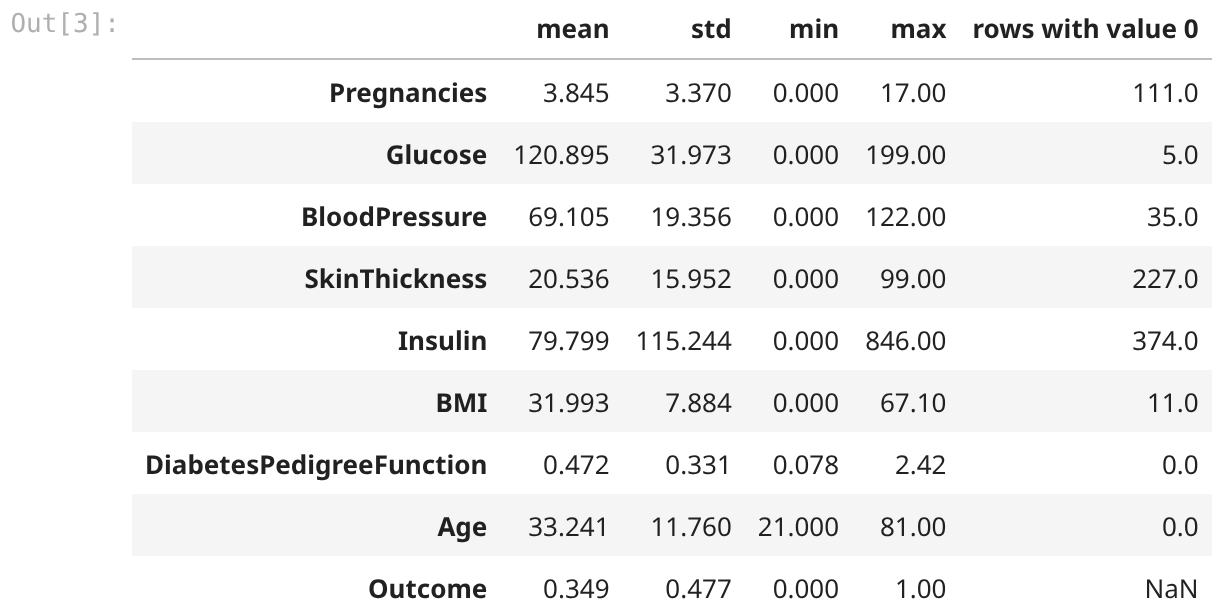 Out[3]:
mean std min max rows with value 0
Pregnancies 3.845 3.370 0.000 17.00 111.0
Glucose 120.895 31.973 0.000 199.00 5.0
BloodPressure 69.105 19.356 0.000 122.00 35.0
SkinThickness 20.536 15.952 0.000 99.00 227.0
Insulin 79.799 115.244 0.000 846.00 374.0
BMI 31.993 7.884 0.000 67.10 11.0
DiabetesPedigreeFunction 0.472 0.331 0.078 2.42 0.0
Age 33.241 11.760 21.000 81.00 0.0
Outcome 0.349 0.477 0.000 1.00 NaN